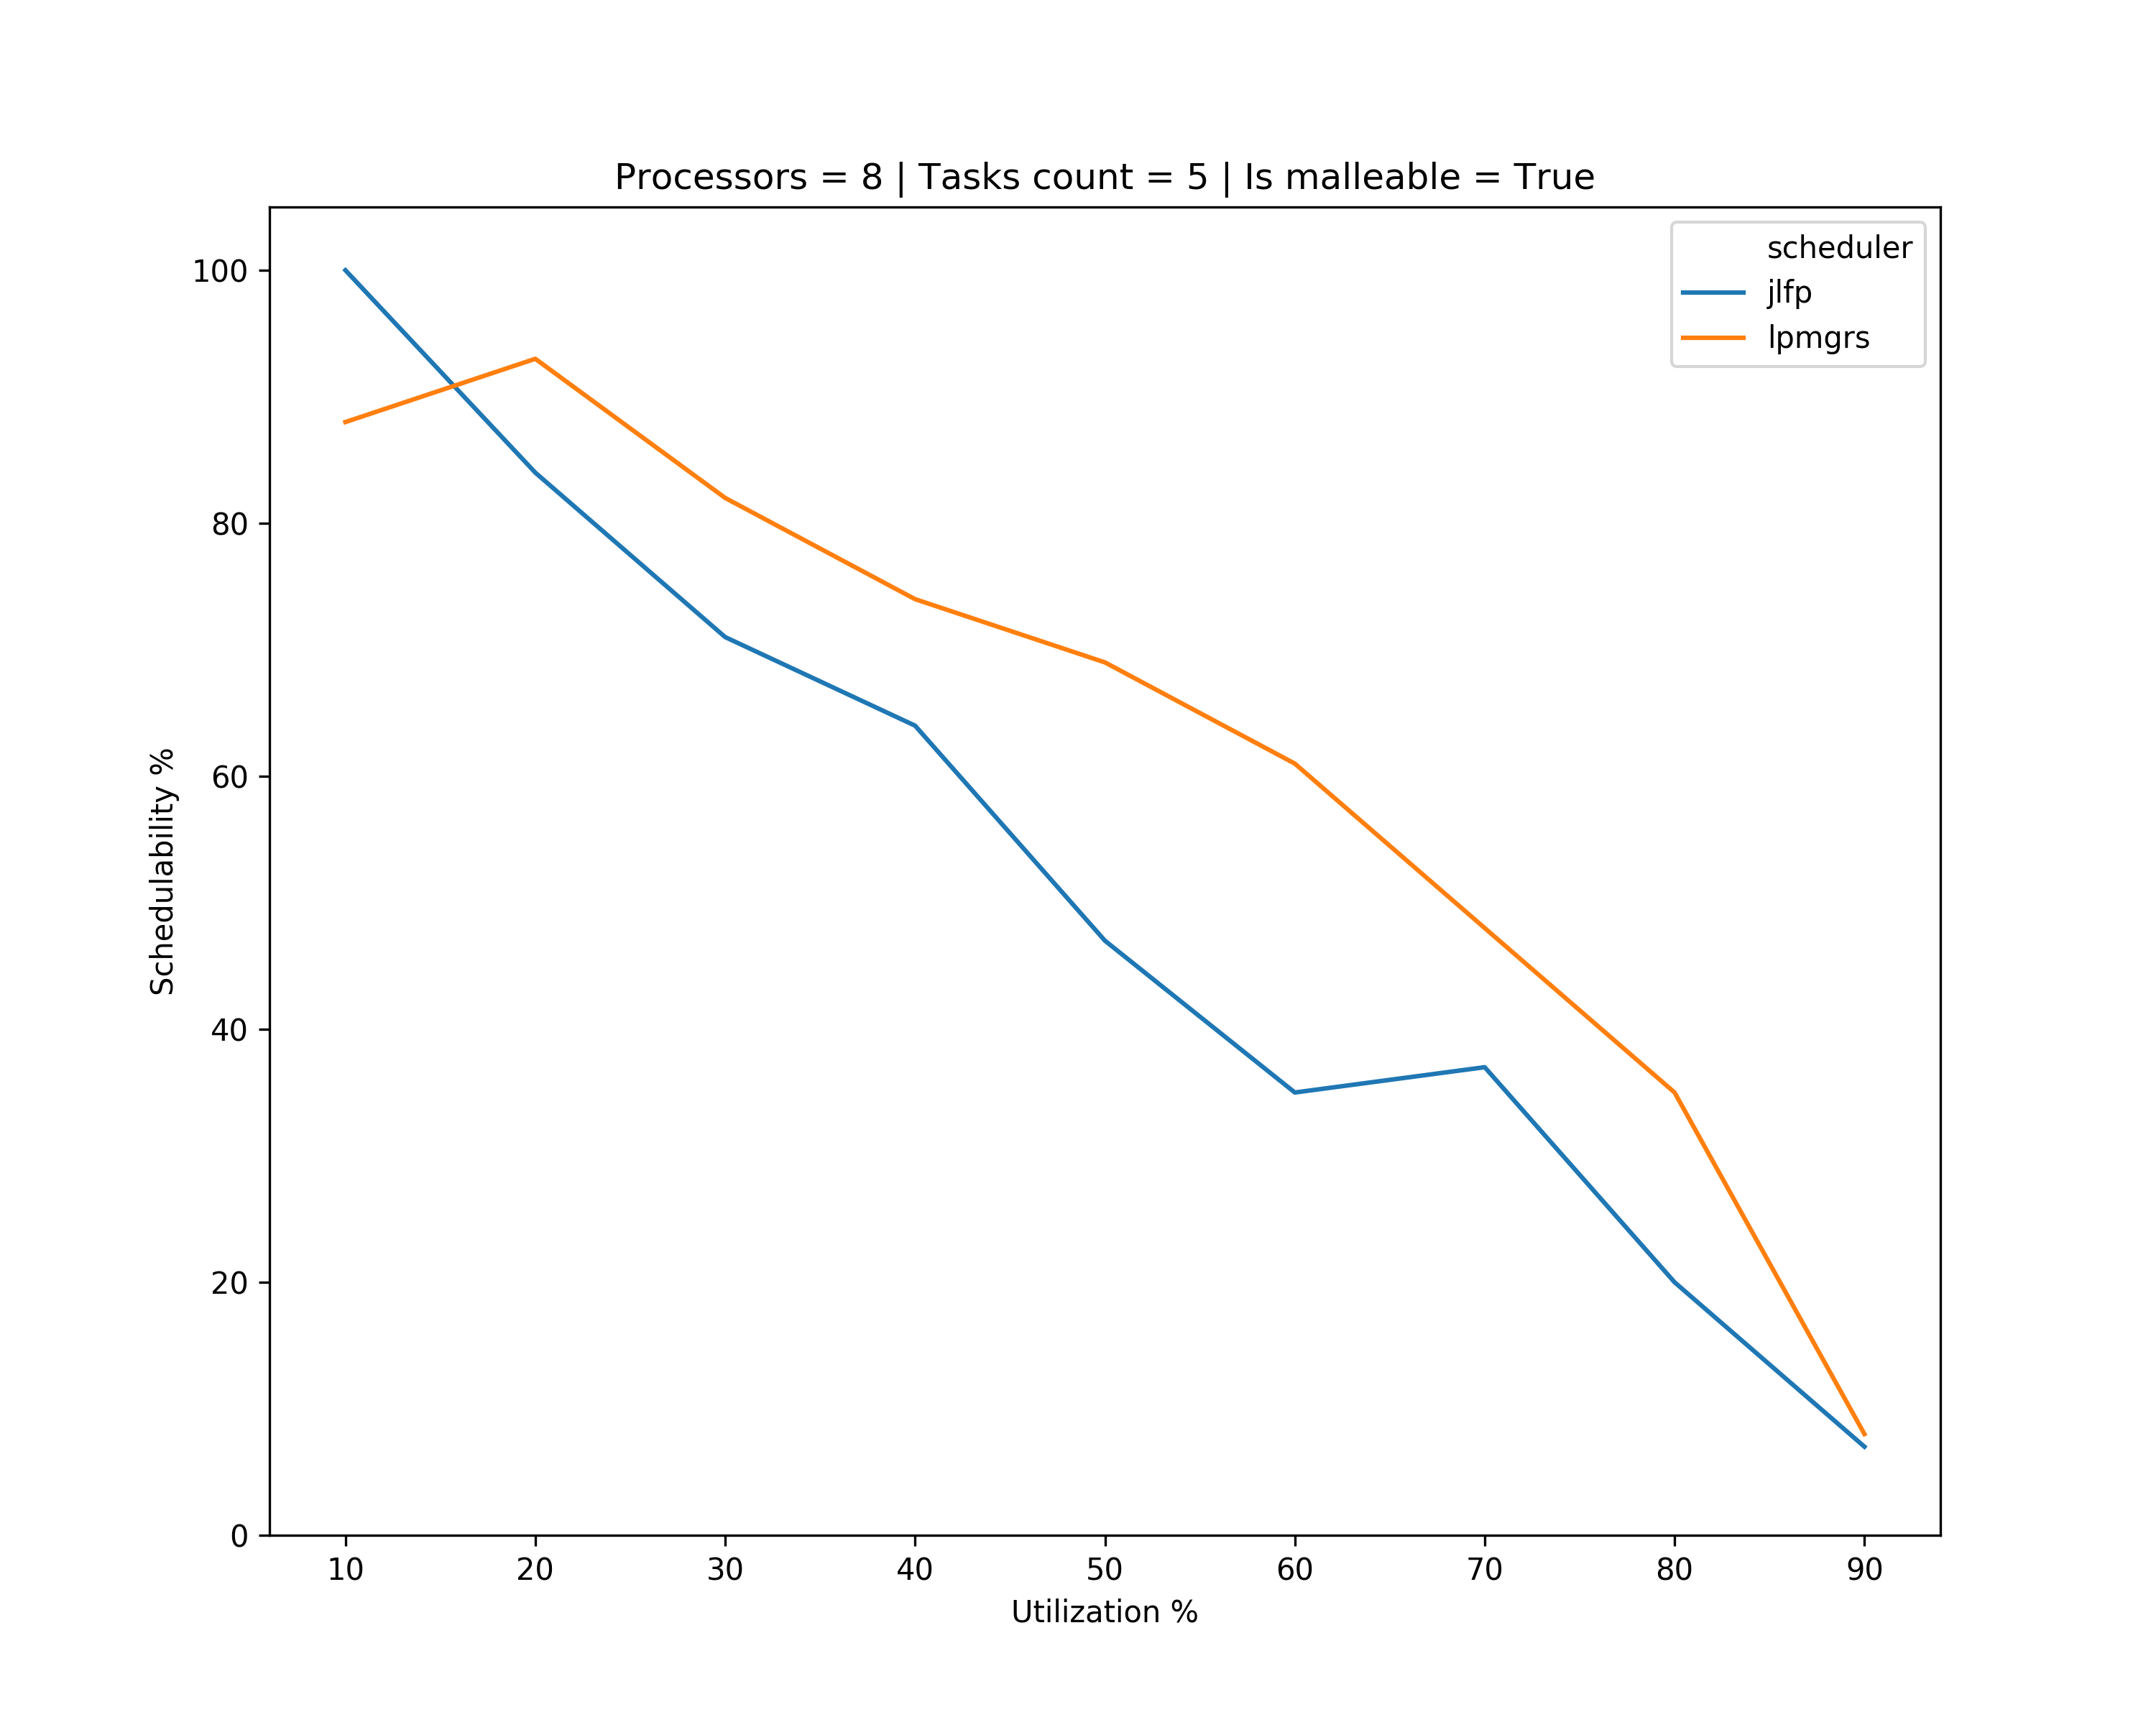 Processors = 8 | Tasks count = 5 | Is malleable = True
scheduler
jlfp
lpmgrs
Schedulability %
100
80
60
40
20
0
10 20 30 40 50 60 70 80 90
Utilization %